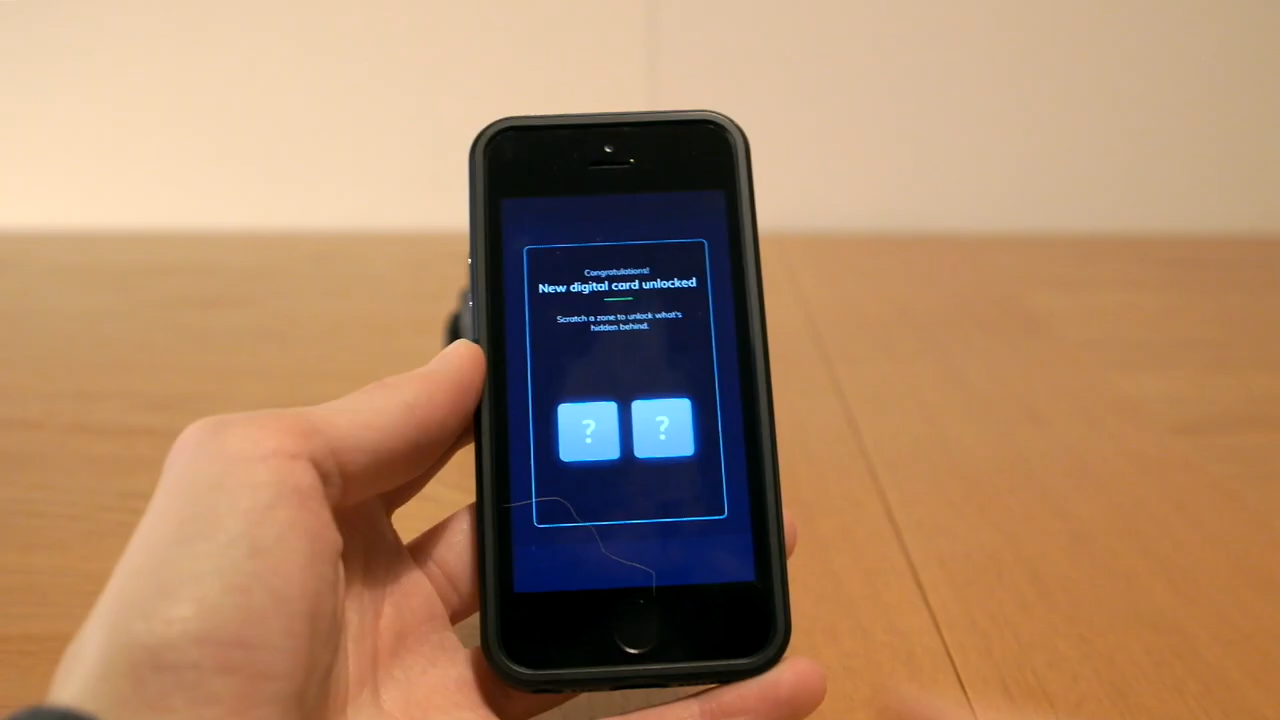 Congratulations!
New digital card unlocked
Scratch a zone to unlock what's
hidden behind.
? ?